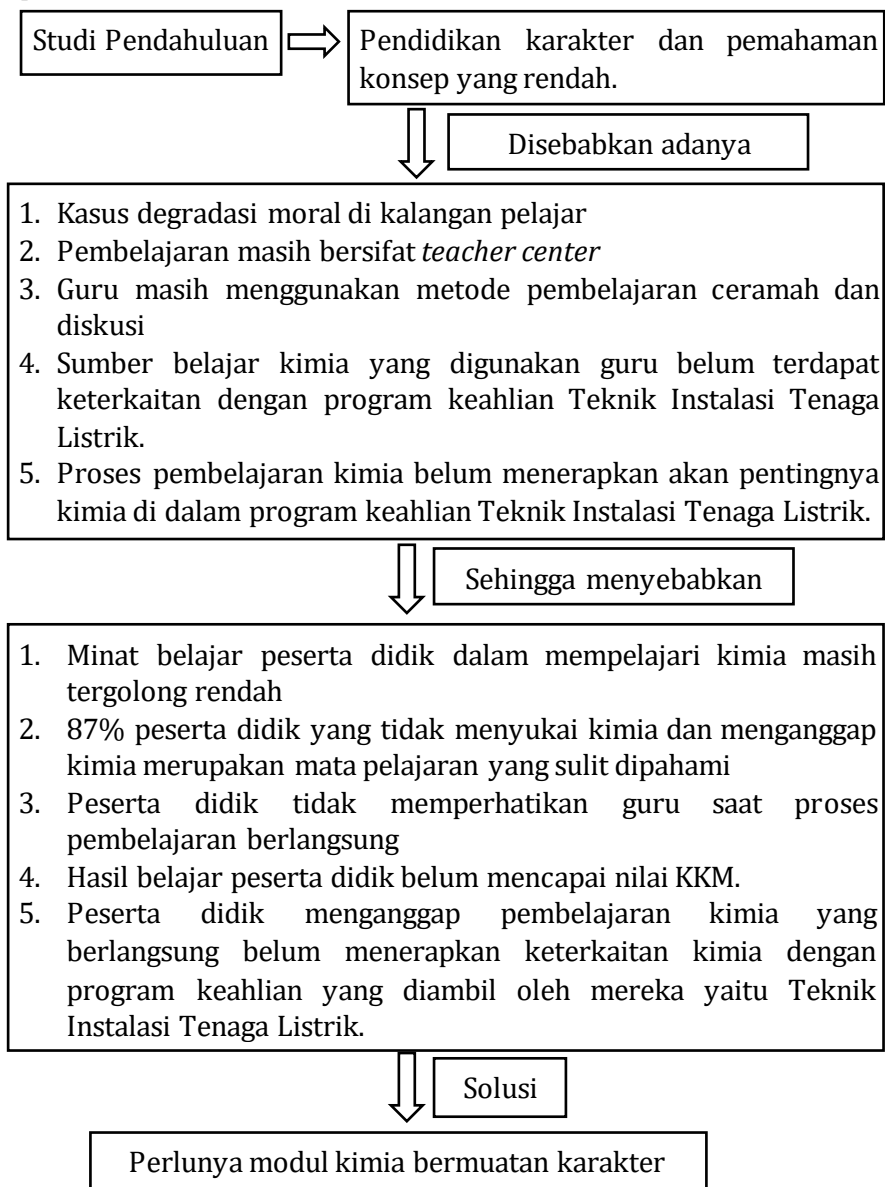 Studi Pendahuluan
Pendidikan karakter dan pemahaman
konsep yang rendah.
Disebabkan adanya
1. Kasus degradasi moral di kalangan pelajar
2. Pembelajaran masih bersifat teacher center
3. Guru masih menggunakan metode pembelajaran ceramah dan
diskusi
4. Sumber belajar kimia yang digunakan guru belum terdapat
keterkaitan dengan program keahlian Teknik Instalasi Tenaga
Listrik.
5. Proses pembelajaran kimia belum menerapkan akan pentingnya
kimia di dalam program keahlian Teknik Instalasi Tenaga Listrik.
Sehingga menyebabkan
1. Minat belajar peserta didik dalam mempelajari kimia masih
tergolong rendah
2. 87% peserta didik yang tidak menyukai kimia dan menganggap
kimia merupakan mata pelajaran yang sulit dipahami
3. Peserta didik tidak memperhatikan guru saat proses
pembelajaran berlangsung
4. Hasil belajar peserta didik belum mencapai nilai KKM.
5. Peserta didik menganggap pembelajaran kimia yang
berlangsung belum menerapkan keterkaitan kimia dengan
program keahlian yang diambil oleh mereka yaitu Teknik
Instalasi Tenaga Listrik.
Solusi
Perlunya modul kimia bermuatan karakter